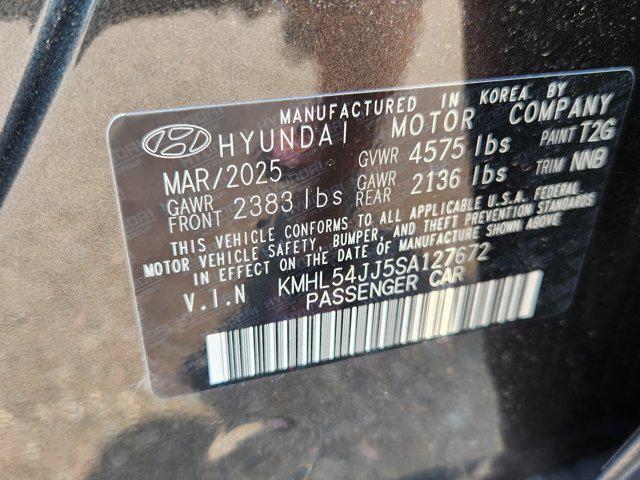 MANUFACTURED IN KOREA BY
HYUNDAI MOTOR COMPANY
MAR/2025 GVWR 4575 lbs PAINT T2G
GAWR FRONT 2383 lbs GAWR REAR 2136 lbs TRIM NNB
THIS VEHICLE CONFORMS TO ALL APPLICABLE U.S.A. FEDERAL
MOTOR VEHICLE SAFETY, BUMPER, AND THEFT PREVENTION STANDARDS
IN EFFECT ON THE DATE OF MANUFACTURE SHOWN ABOVE.
V.I.N KMHL54JJ5SA127672
PASSENGER CAR